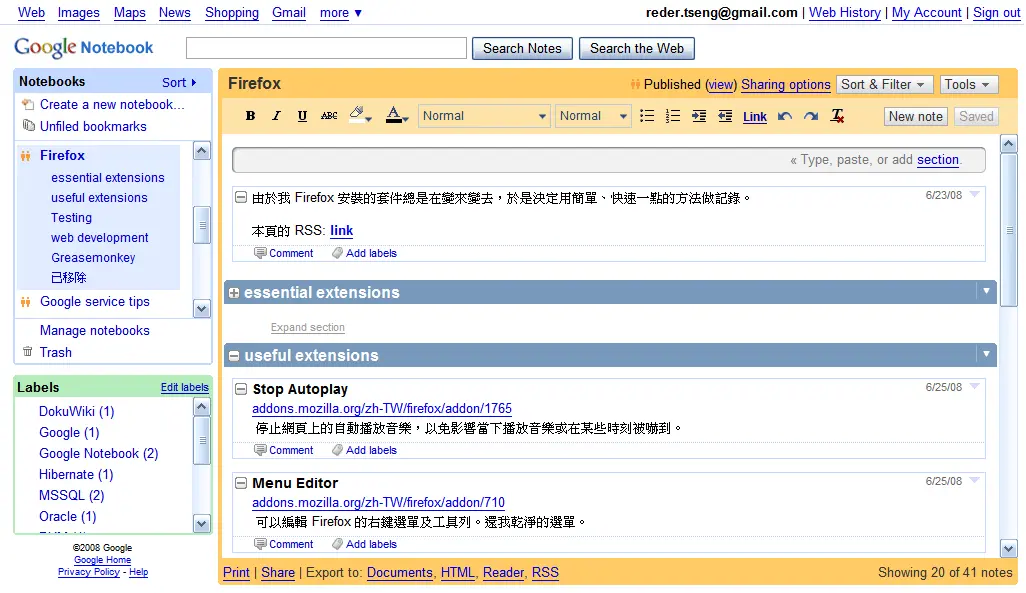 Web Images Maps News Shopping Gmail more ▼ reder.tseng@gmail.com | Web History | My Account | Sign out
Google Notebook Search Notes Search the Web
Notebooks Sort
Create a new notebook...
Unfiled bookmarks
Firefox
essential extensions
useful extensions
Testing
web development
Greasemonkey
已移除
Google service tips
Manage notebooks
Trash
Labels Edit labels
DokuWiki (1)
Google (1)
Google Notebook (2)
Hibernate (1)
MSSQL (2)
Oracle (1)
©2008 Google
Google Home
Privacy Policy - Help
Firefox Published (view) Sharing options Sort & Filter Tools
B I U ABC A Normal Normal Link New note Saved
« Type, paste, or add section.
由於我 Firefox 安裝的套件總是在變來變去，於是決定用簡單、快速一點的方法做記錄。 6/23/08
本頁的 RSS: link
Comment Add labels
essential extensions
Expand section
useful extensions
Stop Autoplay 6/25/08
addons.mozilla.org/zh-TW/firefox/addon/1765
停止網頁上的自動播放音樂，以免影響當下播放音樂或在某些時刻被嚇到。
Comment Add labels
Menu Editor 6/25/08
addons.mozilla.org/zh-TW/firefox/addon/710
可以編輯 Firefox 的右鍵選單及工具列。還我乾淨的選單。
Comment Add labels
Print | Share | Export to: Documents, HTML, Reader, RSS Showing 20 of 41 notes